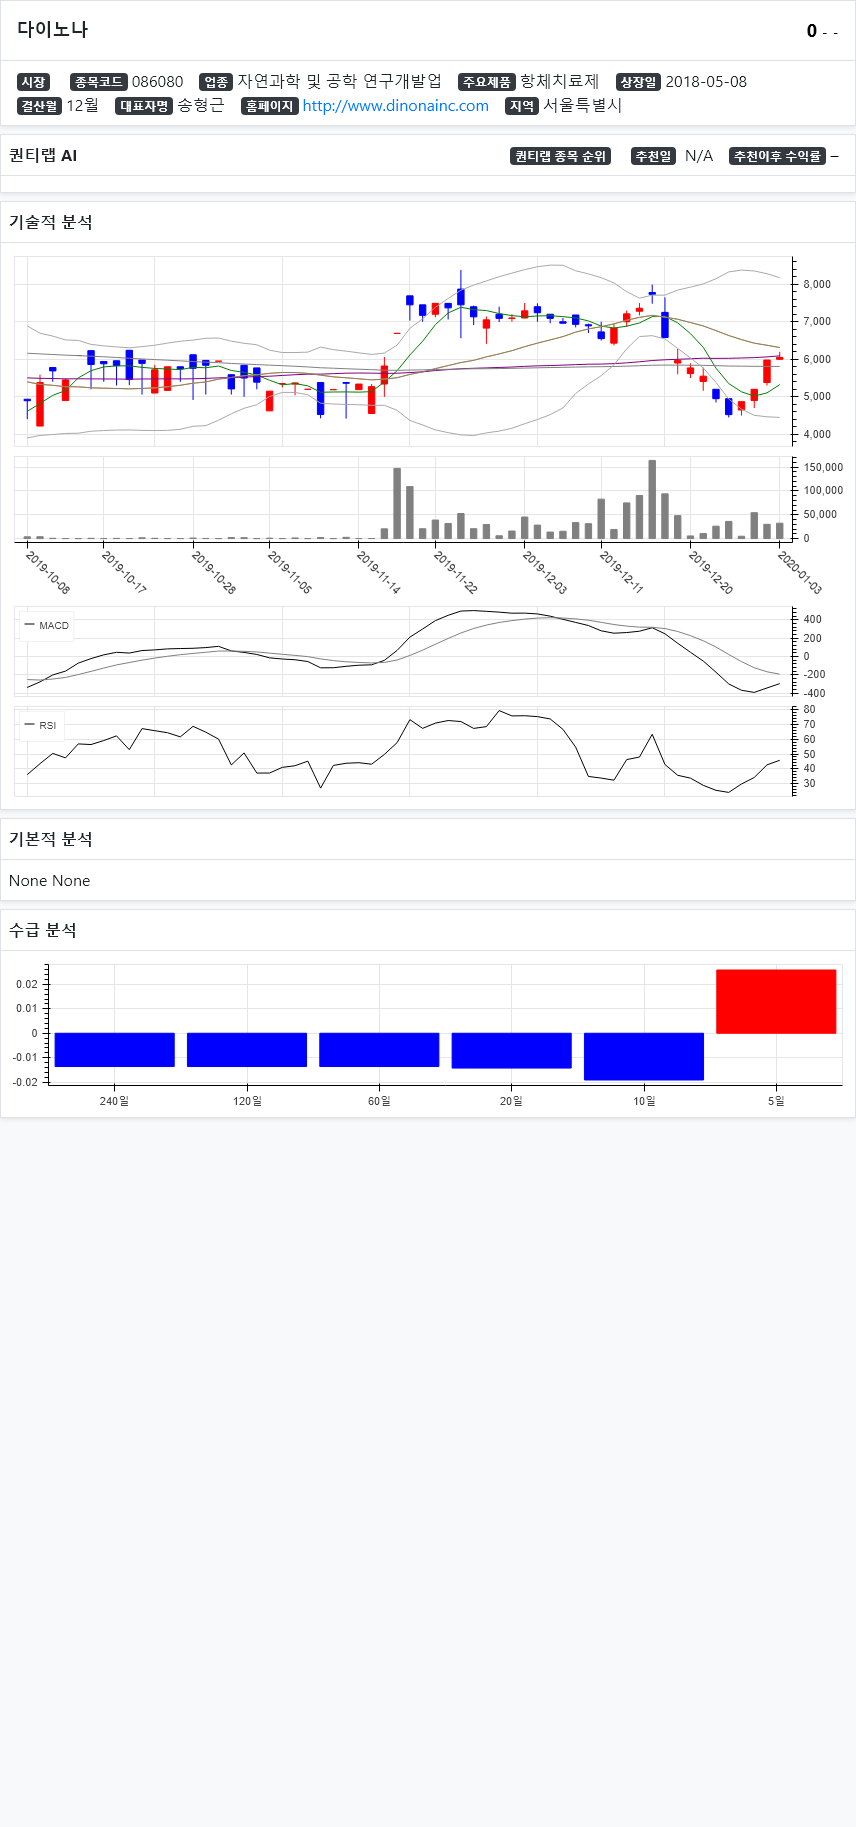 다이노나
0 - -
시장 종목코드 086080 업종 자연과학 및 공학 연구개발업 주요제품 항체치료제 상장일 2018-05-08
결산월 12월 대표자명 송형근 홈페이지 http://www.dinonainc.com 지역 서울특별시
퀀티랩 AI
퀀티랩 종목 순위 추천일 N/A 추천이후 수익률 –
기술적 분석
8,000
7,000
6,000
5,000
4,000
150,000
100,000
50,000
0
2019-10-08 2019-10-17 2019-10-28 2019-11-05 2019-11-14 2019-11-22 2019-12-03 2019-12-11 2019-12-20 2020-01-03
MACD
400
200
0
-200
-400
RSI
80
70
60
50
40
30
기본적 분석
None None
수급 분석
0.02
0.01
0
-0.01
-0.02
240일 120일 60일 20일 10일 5일